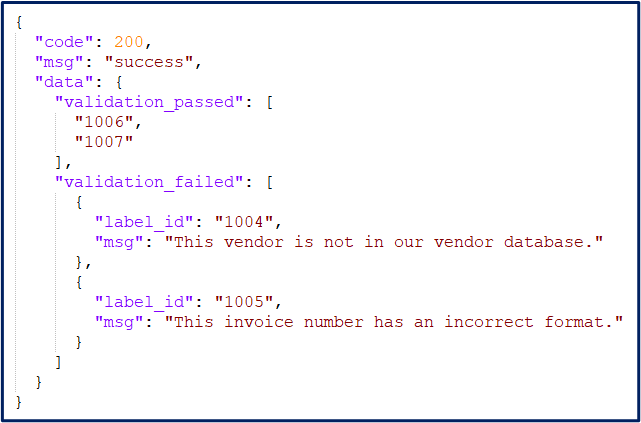 {
  "code": 200,
  "msg": "success",
  "data": {
    "validation_passed": [
      "1006",
      "1007"
    ],
    "validation_failed": [
      {
        "label_id": "1004",
        "msg": "This vendor is not in our vendor database."
      },
      {
        "label_id": "1005",
        "msg": "This invoice number has an incorrect format."
      }
    ]
  }
}